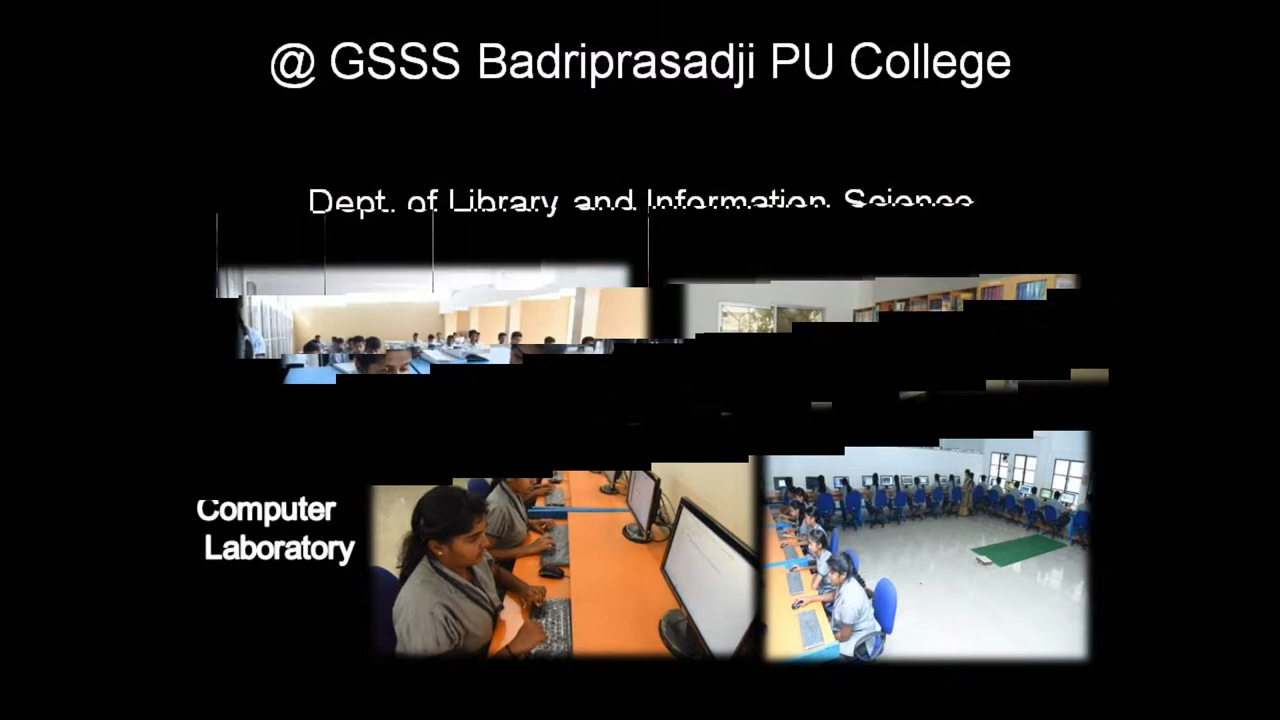 @ GSSS Badriprasadji PU College
Dept. of Library and Information Science
Computer
Laboratory